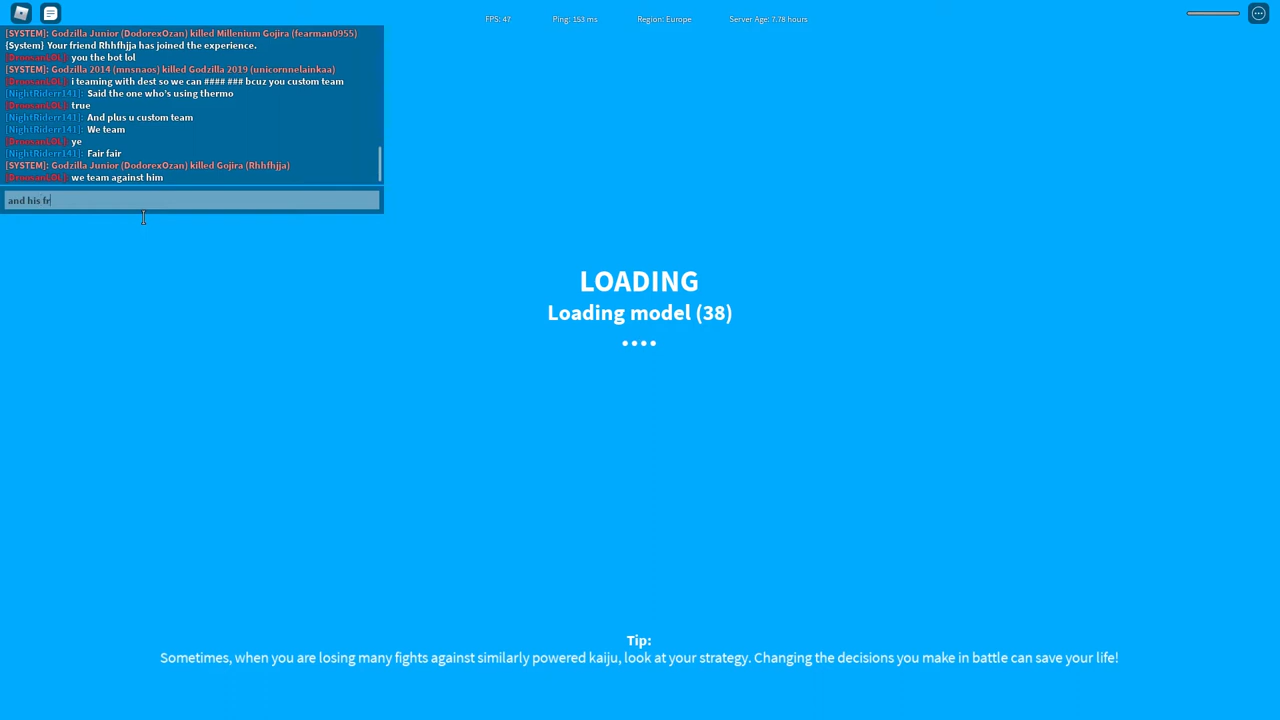 FPS: 47
Ping: 153 ms
Region: Europe
Server Age: 7.78 hours
[SYSTEM]: Godzilla Junior (DodorexOzan) killed Millenium Gojira (fearman0955)
{System} Your friend Rhhfhjja has joined the experience.
[DroosanLOL]: you the bot lol
[SYSTEM]: Godzilla 2014 (mnsnaos) killed Godzilla 2019 (unicornnelainkaa)
[DroosanLOL]: i teaming with dest so we can #### ### bcuz you custom team
[NightRiderr141]: Said the one who's using thermo
[DroosanLOL]: true
[NightRiderr141]: And plus u custom team
[NightRiderr141]: We team
[DroosanLOL]: ye
[NightRiderr141]: Fair fair
[SYSTEM]: Godzilla Junior (DodorexOzan) killed Gojira (Rhhfhjja)
[DroosanLOL]: we team against him
and his fr
LOADING
Loading model (38)
Tip:
Sometimes, when you are losing many fights against similarly powered kaiju, look at your strategy. Changing the decisions you make in battle can save your life!